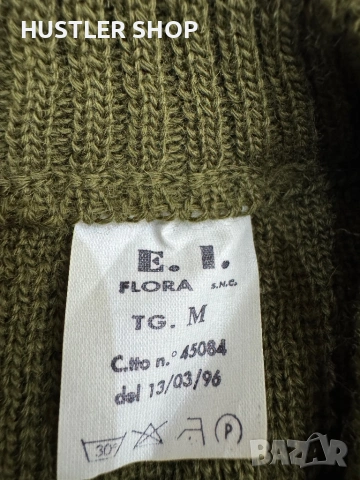 HUSTLER SHOP
E. I.
FLORA S.N.C.
TG. M
C.tto n.° 45084
del 13/03/96
30° P
BAZAR